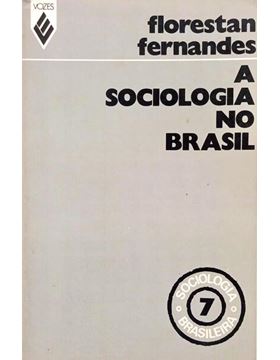 VOZES
florestan
fernandes
A
SOCIOLOGIA
NO
BRASIL
SOCIOLOGIA
7
BRASILEIRA